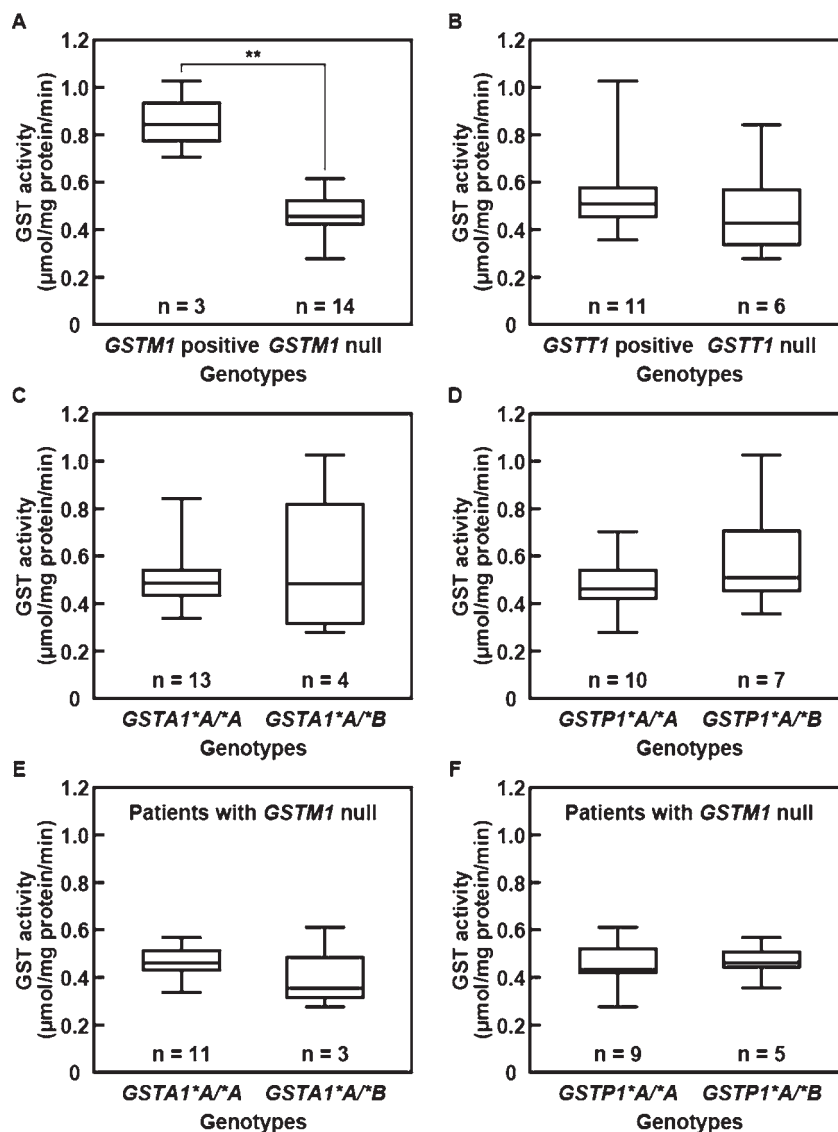 A
GST activity
(µmol/mg protein/min)
1.2
1.0
0.8
0.6
0.4
0.2
0
**
n = 3
n = 14
GSTM1 positive GSTM1 null
Genotypes
B
GST activity
(µmol/mg protein/min)
1.2
1.0
0.8
0.6
0.4
0.2
0
n = 11
n = 6
GSTT1 positive GSTT1 null
Genotypes
C
GST activity
(µmol/mg protein/min)
1.2
1.0
0.8
0.6
0.4
0.2
0
n = 13
n = 4
GSTA1*A/*A GSTA1*A/*B
Genotypes
D
GST activity
(µmol/mg protein/min)
1.2
1.0
0.8
0.6
0.4
0.2
0
n = 10
n = 7
GSTP1*A/*A GSTP1*A/*B
Genotypes
E
GST activity
(µmol/mg protein/min)
1.2
1.0
0.8
0.6
0.4
0.2
0
Patients with GSTM1 null
n = 11
n = 3
GSTA1*A/*A GSTA1*A/*B
Genotypes
F
GST activity
(µmol/mg protein/min)
1.2
1.0
0.8
0.6
0.4
0.2
0
Patients with GSTM1 null
n = 9
n = 5
GSTP1*A/*A GSTP1*A/*B
Genotypes